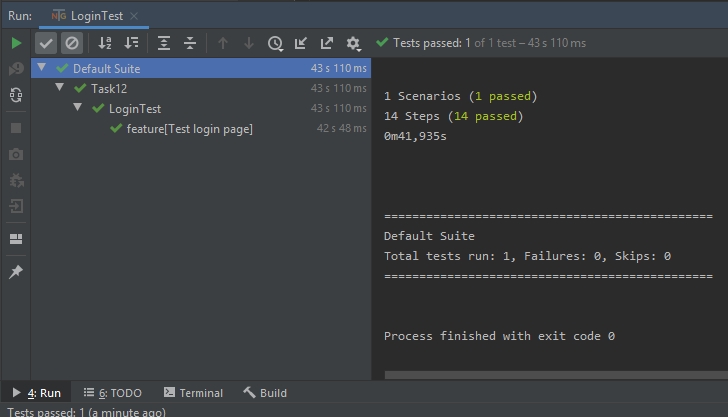 Run: NG LoginTest ×
Tests passed: 1 of 1 test – 43 s 110 ms
Default Suite 43 s 110 ms
Task12 43 s 110 ms
LoginTest 43 s 110 ms
feature[Test login page] 42 s 48 ms
1 Scenarios (1 passed)
14 Steps (14 passed)
0m41,935s
===============================================
Default Suite
Total tests run: 1, Failures: 0, Skips: 0
===============================================
Process finished with exit code 0
4: Run 6: TODO Terminal Build
Tests passed: 1 (a minute ago)